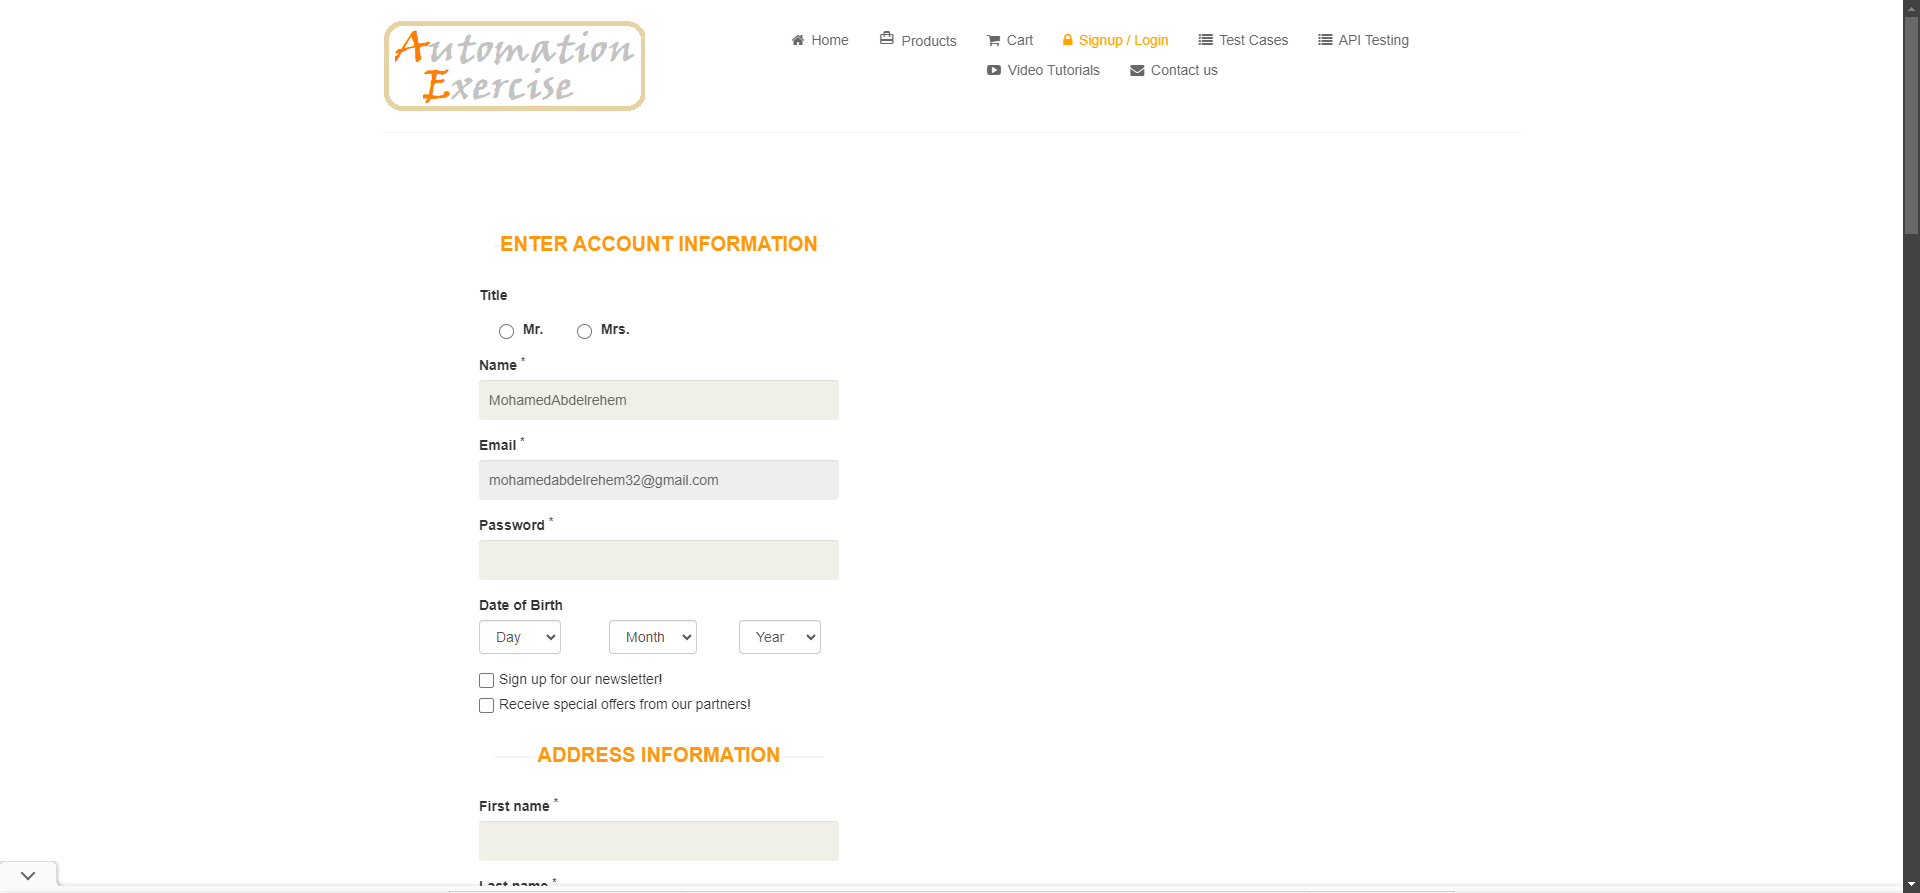 Automation
Exercise
Home Products Cart Signup / Login Test Cases API Testing
Video Tutorials Contact us
ENTER ACCOUNT INFORMATION
Title
Mr. Mrs.
Name *
MohamedAbdelrehem
Email *
mohamedabdelrehem32@gmail.com
Password *
Date of Birth
Day Month Year
Sign up for our newsletter!
Receive special offers from our partners!
ADDRESS INFORMATION
First name *
Last name *